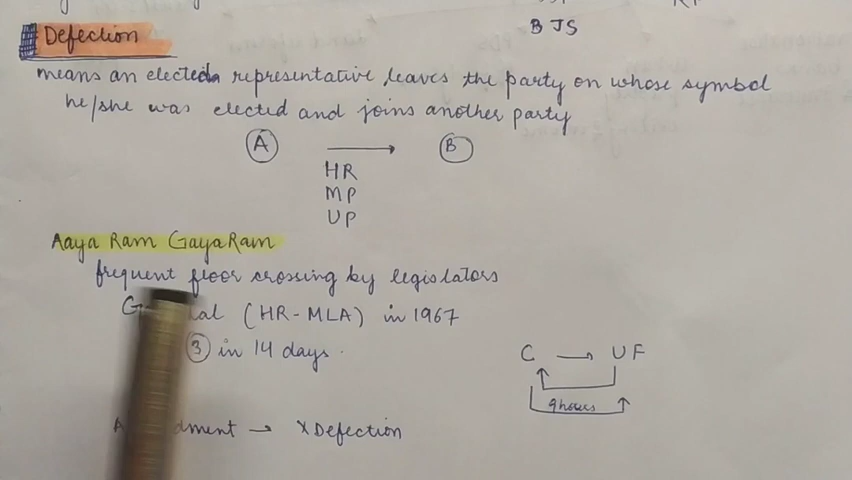 BJS
Defection
means an elected representative leaves the party on whose symbol
he/she was elected and joins another party
A → B
HR
MP
UP
Aaya Ram Gaya Ram
frequent floor crossing by legislators
(HR-MLA) in 1967
3 in 14 days.
C → UF
9 hours
→ X Defection